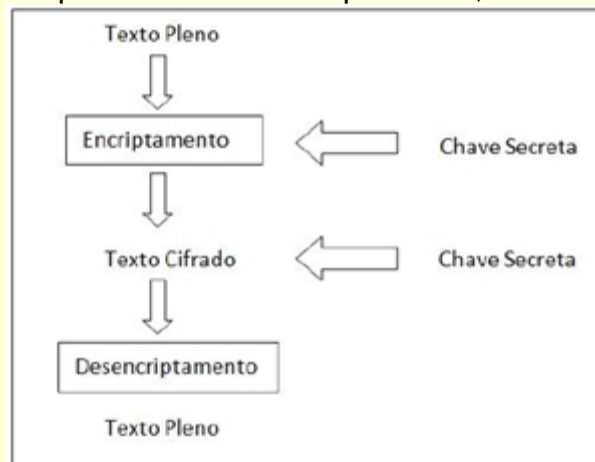 Texto Pleno
Encriptamento
Chave Secreta
Texto Cifrado
Chave Secreta
Desencriptamento
Texto Pleno